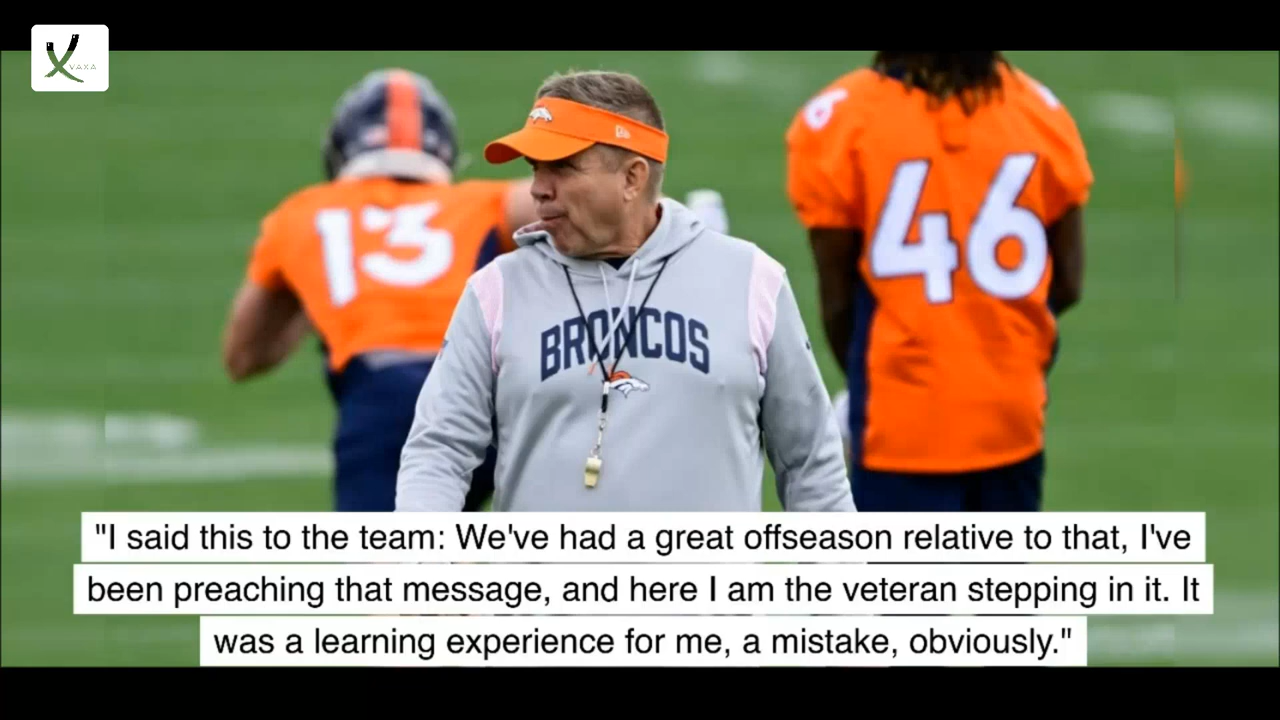 VAXA
13
46
BRONCOS
"I said this to the team: We've had a great offseason relative to that, I've
been preaching that message, and here I am the veteran stepping in it. It
was a learning experience for me, a mistake, obviously."